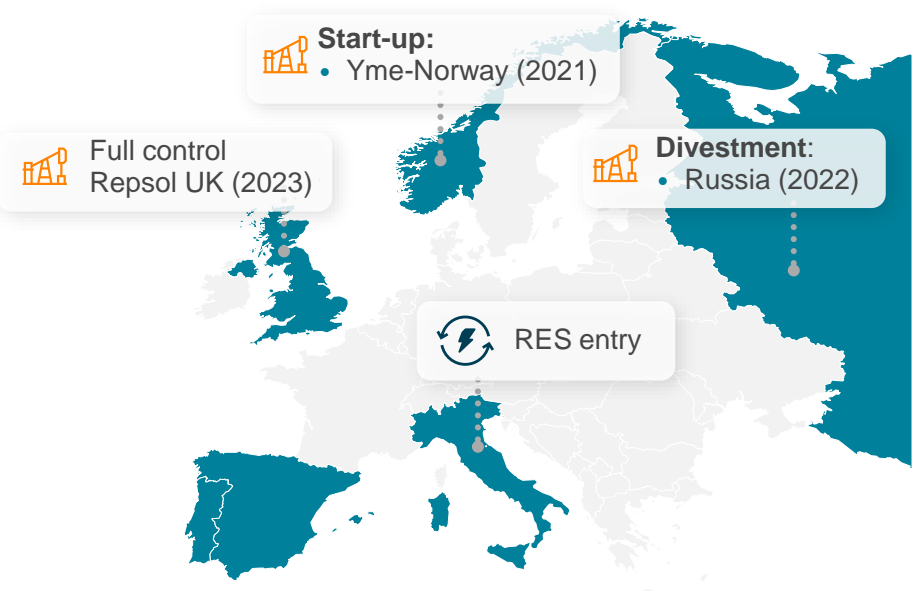 Start-up:
• Yme-Norway (2021)
Full control
Repsol UK (2023)
Divestment:
• Russia (2022)
RES entry